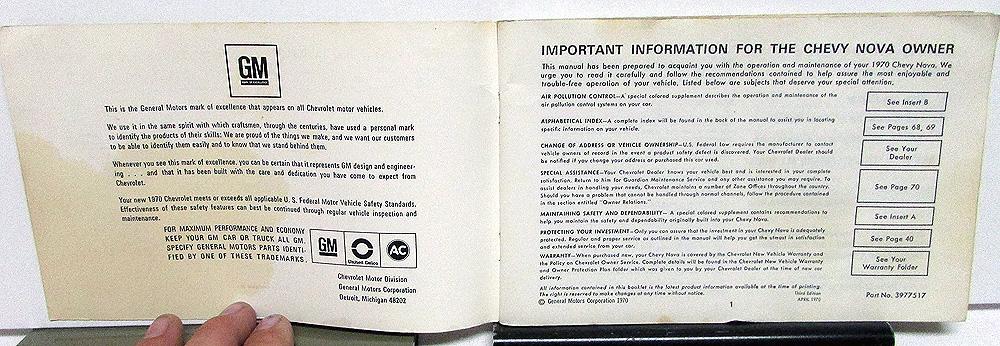 GM
MARK OF EXCELLENCE
This is the General Motors mark of excellence that appears on all Chevrolet motor vehicles.
We use it in the same spirit with which craftsmen, through the centuries, have used a personal mark
to identify the products of their skills: We are proud of the things we make, and we want our customers
to be able to identify them easily and to know that we stand behind them.
Whenever you see this mark of excellence, you can be certain that it represents GM design and engineer-
ing . . . and that it has been built with the care and dedication you have come to expect from
Chevrolet.
Your new 1970 Chevrolet meets or exceeds all applicable U. S. Federal Motor Vehicle Safety Standards.
Effectiveness of these safety features can best be continued through regular vehicle inspection and
maintenance.
FOR MAXIMUM PERFORMANCE AND ECONOMY
KEEP YOUR GM CAR OR TRUCK ALL GM.
SPECIFY GENERAL MOTORS PARTS IDENTI-
FIED BY ONE OF THESE TRADEMARKS.
GM
United Delco
AC
Chevrolet Motor Division
General Motors Corporation
Detroit, Michigan 48202
IMPORTANT INFORMATION FOR THE CHEVY NOVA OWNER
This manual has been prepared to acquaint you with the operation and maintenance of your 1970 Chevy Nova. We
urge you to read it carefully and follow the recommendations contained to help assure the most enjoyable and
trouble-free operation of your vehicle. Listed below are subjects that deserve your special attention.
AIR POLLUTION CONTROL—A special colored supplement describes the operation and maintenance of the
air pollution control systems on your car.
See Insert B
ALPHABETICAL INDEX—A complete index will be found in the back of the manual to assist you in locating
specific information on your vehicle.
See Pages 68, 69
CHANGE OF ADDRESS OR VEHICLE OWNERSHIP—U.S. Federal law requires the manufacturer to contact
vehicle owners of record in the event a product safety defect is discovered. Your Chevrolet Dealer should
be notified if you change your address or purchased this car used.
See Your
Dealer
SPECIAL ASSISTANCE—Your Chevrolet Dealer knows your vehicle best and is interested in your complete
satisfaction. Return to him for Guardian Maintenance Service and any other assistance you may require. To
assist dealers in handling your needs, Chevrolet maintains a number of Zone Offices throughout the country.
Should you have a problem that cannot be handled through normal channels, follow the procedure contained
in the section entitled "Owner Relations."
See Page 70
MAINTAINING SAFETY AND DEPENDABILITY— A special colored supplement contains recommendations to
help you maintain the safety and dependability originally built into your Chevy Nova.
See Insert A
PROTECTING YOUR INVESTMENT—Only you can assure that the investment in your Chevy Nova is adequately
protected. Regular and proper service as outlined in the manual will help you get the utmost in satisfaction
and extended service from your car.
See Page 40
WARRANTY—When purchased new, your Chevy Nova is covered by the Chevrolet New Vehicle Warranty and
the Policy on Chevrolet Owner Service. Complete details will be found in the Chevrolet New Vehicle Warranty
and Owner Protection Plan folder which was given to you by your Chevrolet Dealer at the time of new car
delivery.
See Your
Warranty Folder
All information contained in this booklet is the latest product information available at the time of printing.
The right is reserved to make changes at any time without notice.
© General Motors Corporation 1970
1
Third Edition
APRIL 1970
Part No. 3977517